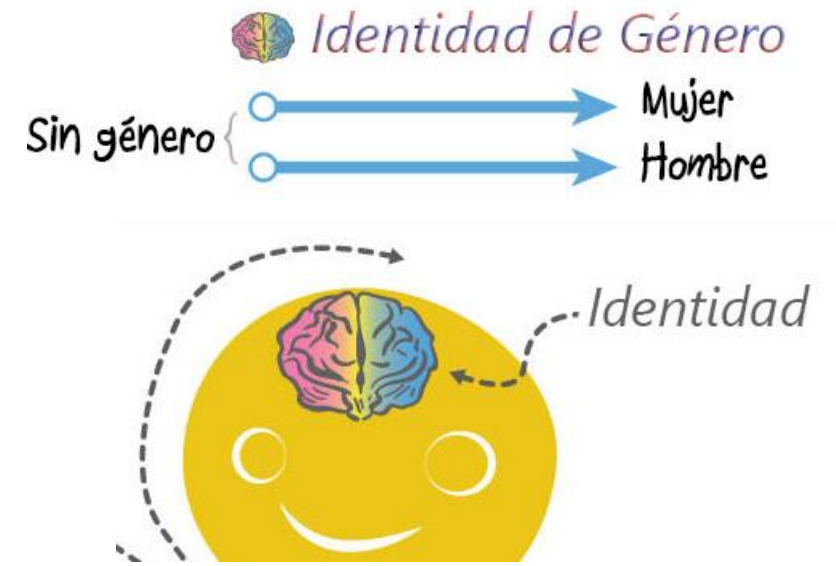 Identidad de Género
Mujer
Sin género
Hombre
Identidad